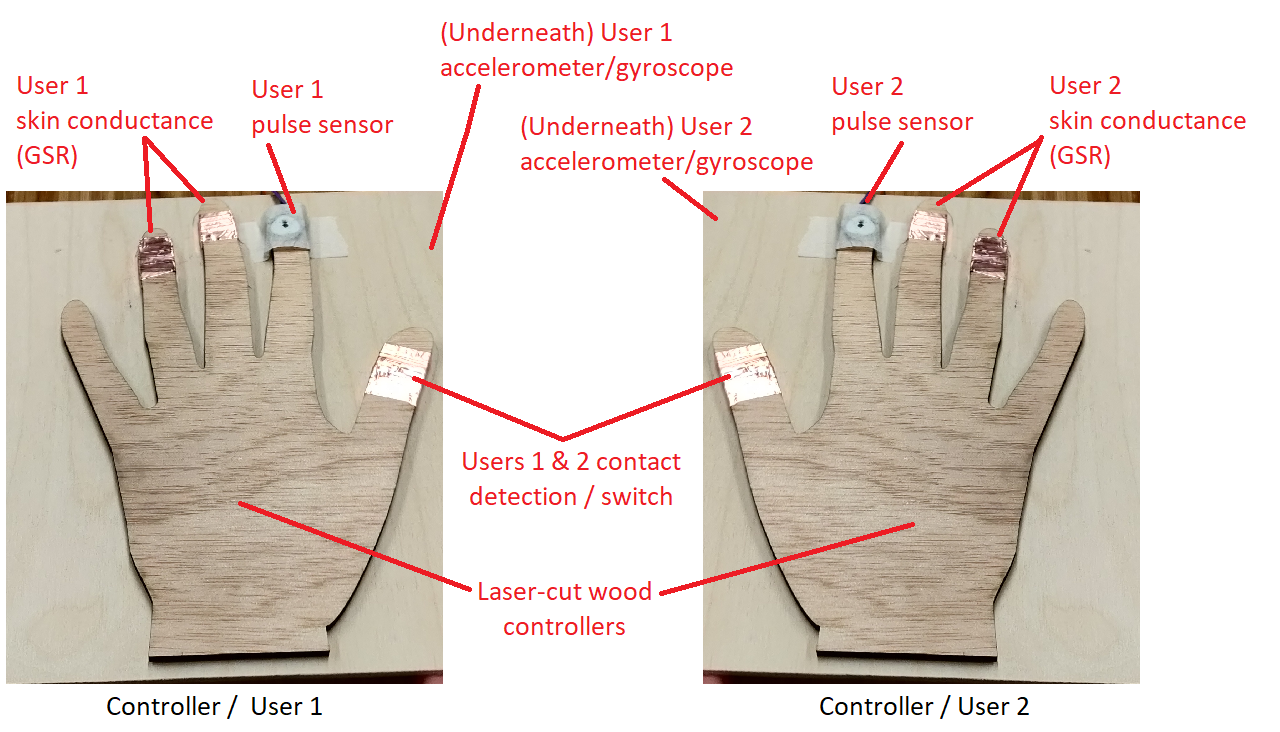 (Underneath) User 1
accelerometer/gyroscope
User 1
skin conductance
(GSR)
User 1
pulse sensor
(Underneath) User 2
accelerometer/gyroscope
User 2
pulse sensor
User 2
skin conductance
(GSR)
Users 1 & 2 contact
detection / switch
Laser-cut wood
controllers
Controller /  User 1
Controller / User 2